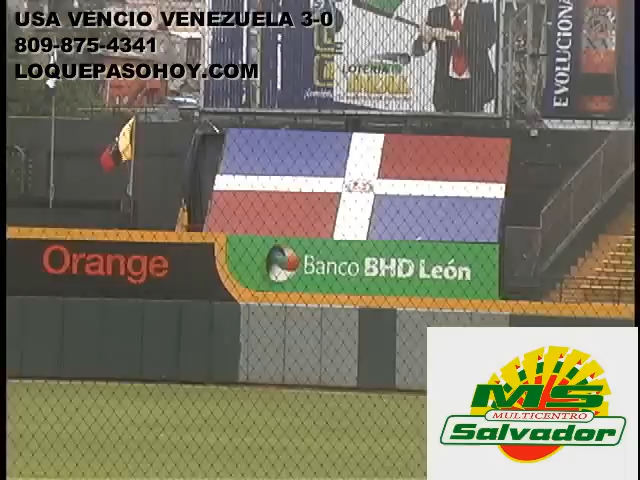 USA VENCIO VENEZUELA 3-0
809-875-4341
LOQUEPASOHOY.COM
EVOLUCIONA
Orange
Banco BHD León
MS
MULTICENTRO
Salvador